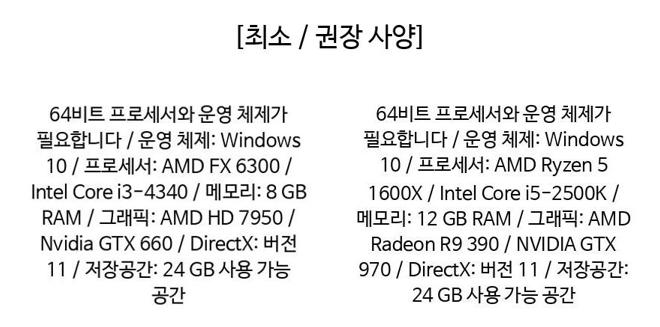 [최소 / 권장 사양]
64비트 프로세서와 운영 체제가
필요합니다 / 운영 체제: Windows
10 / 프로세서: AMD FX 6300 /
Intel Core i3-4340 / 메모리: 8 GB
RAM / 그래픽: AMD HD 7950 /
Nvidia GTX 660 / DirectX: 버전
11 / 저장공간: 24 GB 사용 가능
공간
64비트 프로세서와 운영 체제가
필요합니다 / 운영 체제: Windows
10 / 프로세서: AMD Ryzen 5
1600X / Intel Core i5-2500K /
메모리: 12 GB RAM / 그래픽: AMD
Radeon R9 390 / NVIDIA GTX
970 / DirectX: 버전 11 / 저장공간:
24 GB 사용 가능 공간